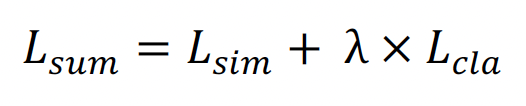 L_sum = L_sim + λ × L_cla